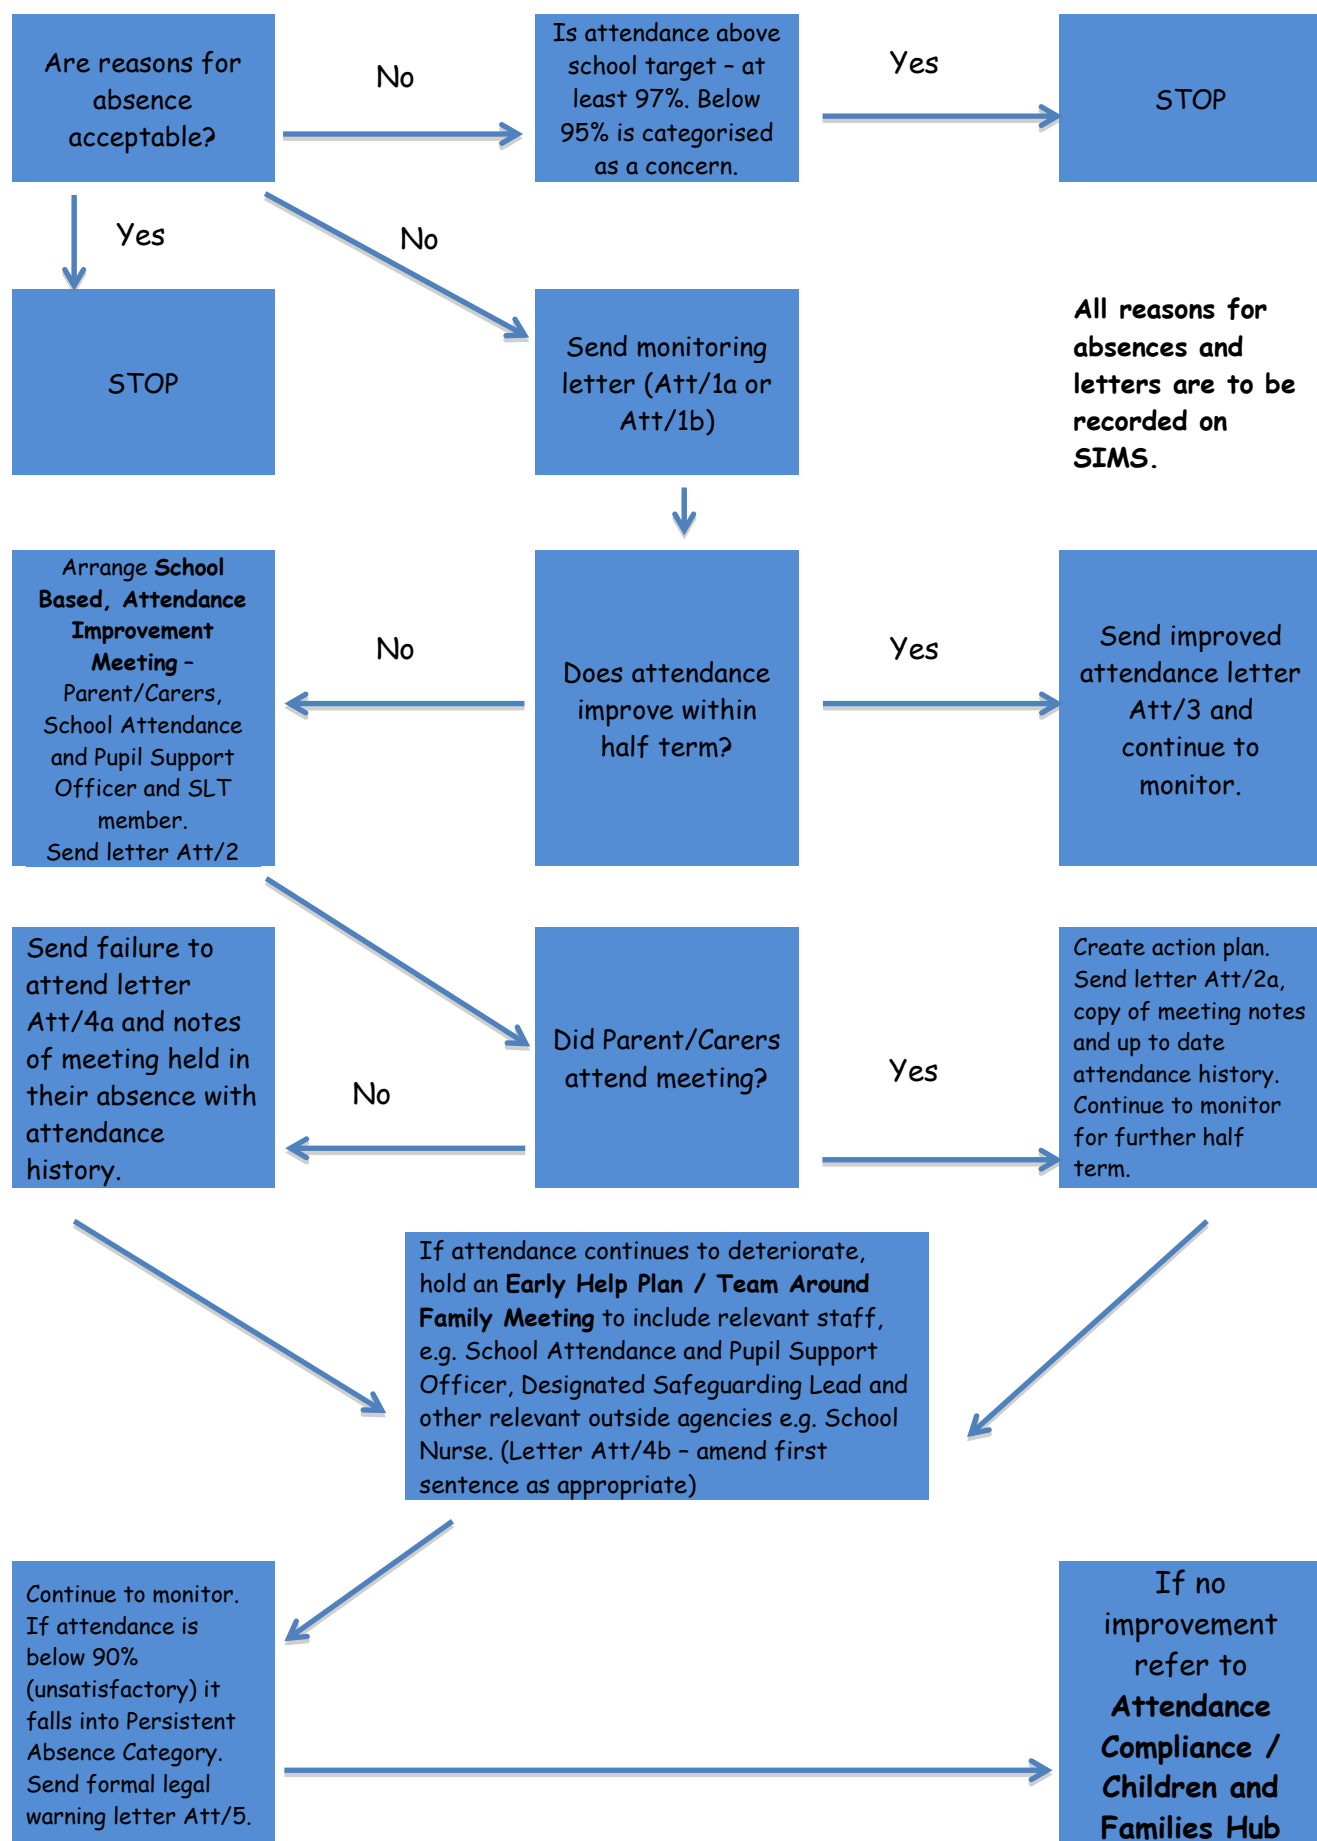 Are reasons for
absence
acceptable?
No
Is attendance above
school target – at
least 97%. Below
95% is categorised
as a concern.
Yes
STOP
Yes
No
STOP
Send monitoring
letter (Att/1a or
Att/1b)
All reasons for
absences and
letters are to be
recorded on
SIMS.
Arrange School
Based, Attendance
Improvement
Meeting –
Parent/Carers,
School Attendance
and Pupil Support
Officer and SLT
member.
Send letter Att/2
No
Does attendance
improve within
half term?
Yes
Send improved
attendance letter
Att/3 and
continue to
monitor.
Send failure to
attend letter
Att/4a and notes
of meeting held in
their absence with
attendance
history.
No
Did Parent/Carers
attend meeting?
Yes
Create action plan.
Send letter Att/2a,
copy of meeting notes
and up to date
attendance history.
Continue to monitor
for further half
term.
If attendance continues to deteriorate,
hold an Early Help Plan / Team Around
Family Meeting to include relevant staff,
e.g. School Attendance and Pupil Support
Officer, Designated Safeguarding Lead and
other relevant outside agencies e.g. School
Nurse. (Letter Att/4b – amend first
sentence as appropriate)
Continue to monitor.
If attendance is
below 90%
(unsatisfactory) it
falls into Persistent
Absence Category.
Send formal legal
warning letter Att/5.
If no
improvement
refer to
Attendance
Compliance /
Children and
Families Hub